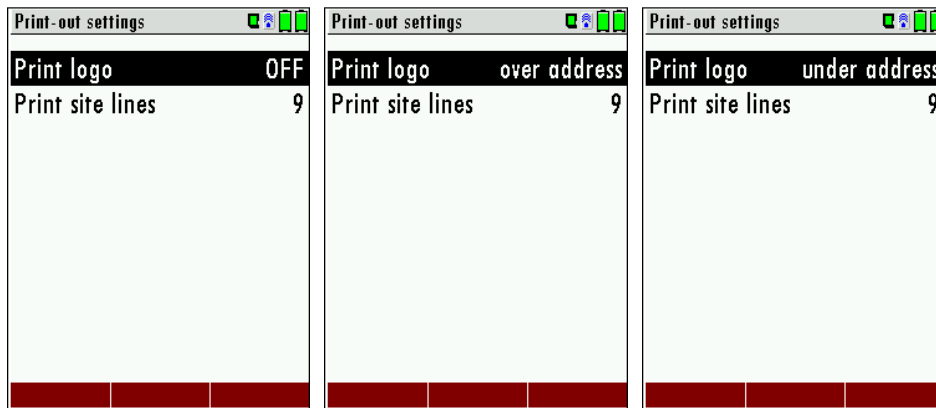 Print-out settings
Print logo OFF
Print site lines 9
Print-out settings
Print logo over address
Print site lines 9
Print-out settings
Print logo under address
Print site lines 9